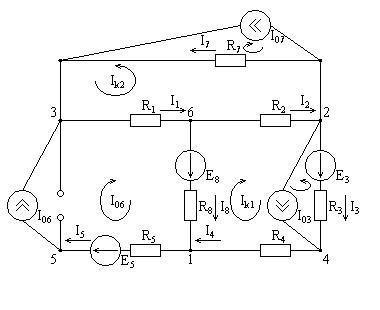 I07
I7 R7
Ik2
3 R1 I1 6 R2 I2 2
E8 E3
I06 I06 R8 I8 Ik1 I03 R3 I3
I5 R5 I4 R4
5 E5 1 4